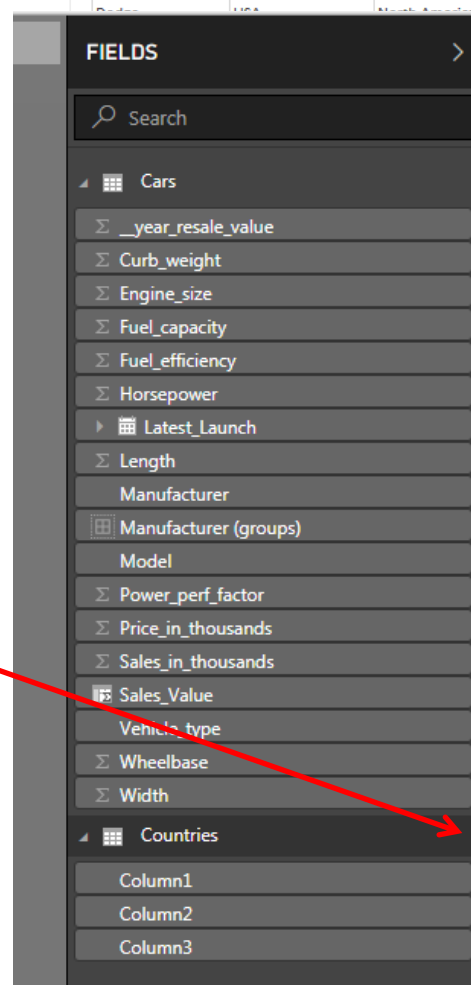 FIELDS
Search
Cars
__year_resale_value
Curb_weight
Engine_size
Fuel_capacity
Fuel_efficiency
Horsepower
Latest_Launch
Length
Manufacturer
Manufacturer (groups)
Model
Power_perf_factor
Price_in_thousands
Sales_in_thousands
Sales_Value
Vehicle_type
Wheelbase
Width
Countries
Column1
Column2
Column3